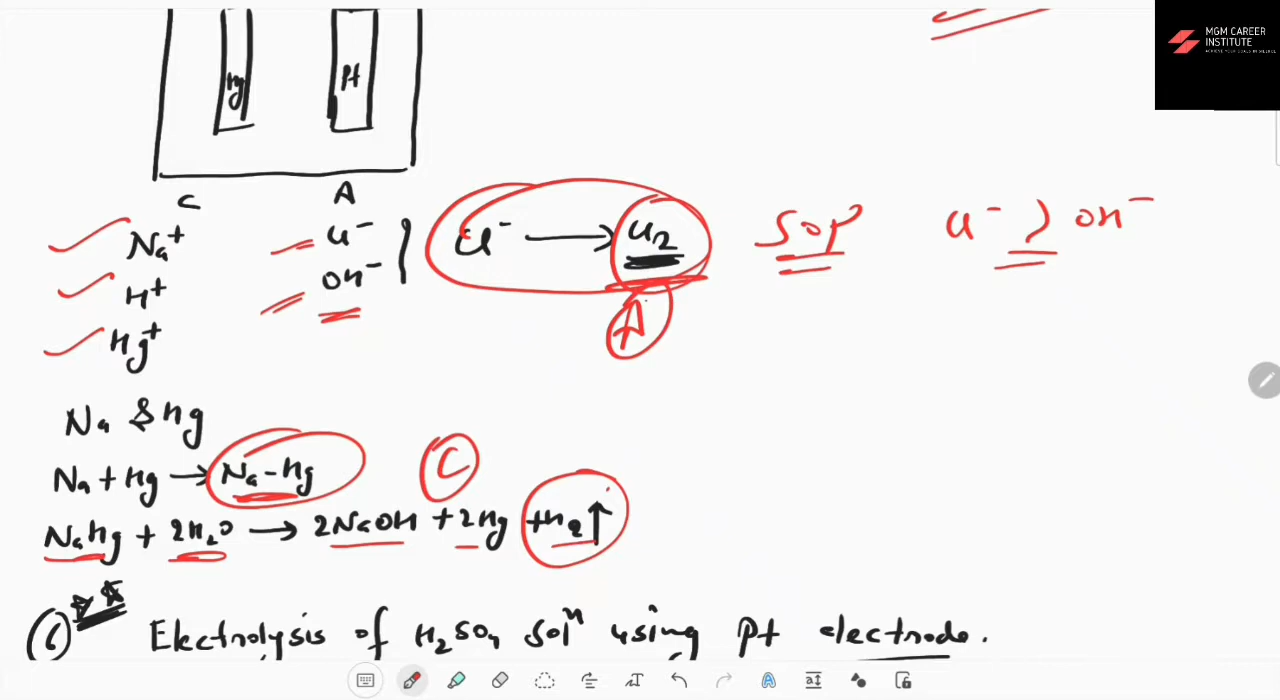 MGM CAREER
INSTITUTE
Hg Pt
C A
Na⁺ Cl⁻ Cl⁻ → Cl₂ SOP Cl⁻ > OH⁻
H⁺ OH⁻
A
Hg⁺
Na & Hg
Na + Hg → Na-Hg C
NaHg + 2H₂O → 2NaOH + 2Hg + H₂↑
(6) Electrolysis of H₂SO₄ solⁿ using Pt electrode.